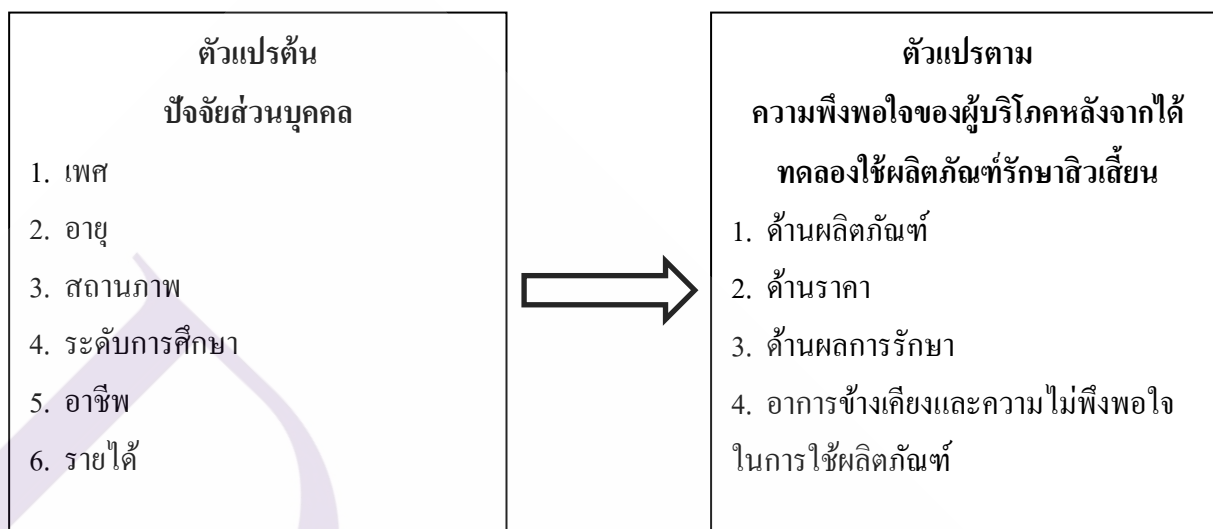 ตัวแปรต้น
ปัจจัยส่วนบุคคล
1. เพศ
2. อายุ
3. สถานภาพ
4. ระดับการศึกษา
5. อาชีพ
6. รายได้
ตัวแปรตาม
ความพึงพอใจของผู้บริโภคหลังจากได้
ทดลองใช้ผลิตภัณฑ์รักษาสิวเสี้ยน
1. ด้านผลิตภัณฑ์
2. ด้านราคา
3. ด้านผลการรักษา
4. อาการข้างเคียงและความไม่พึงพอใจ
ในการใช้ผลิตภัณฑ์